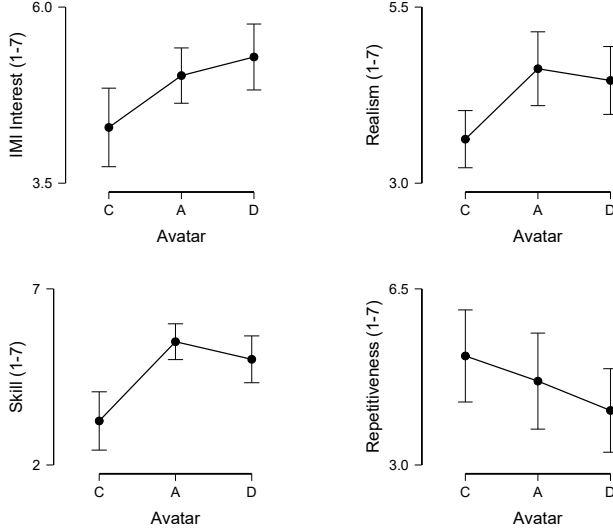 6.0
IMI Interest (1-7)
3.5
C A D
Avatar
5.5
Realism (1-7)
3.0
C A D
Avatar
7
Skill (1-7)
2
C A D
Avatar
6.5
Repetitiveness (1-7)
3.0
C A D
Avatar